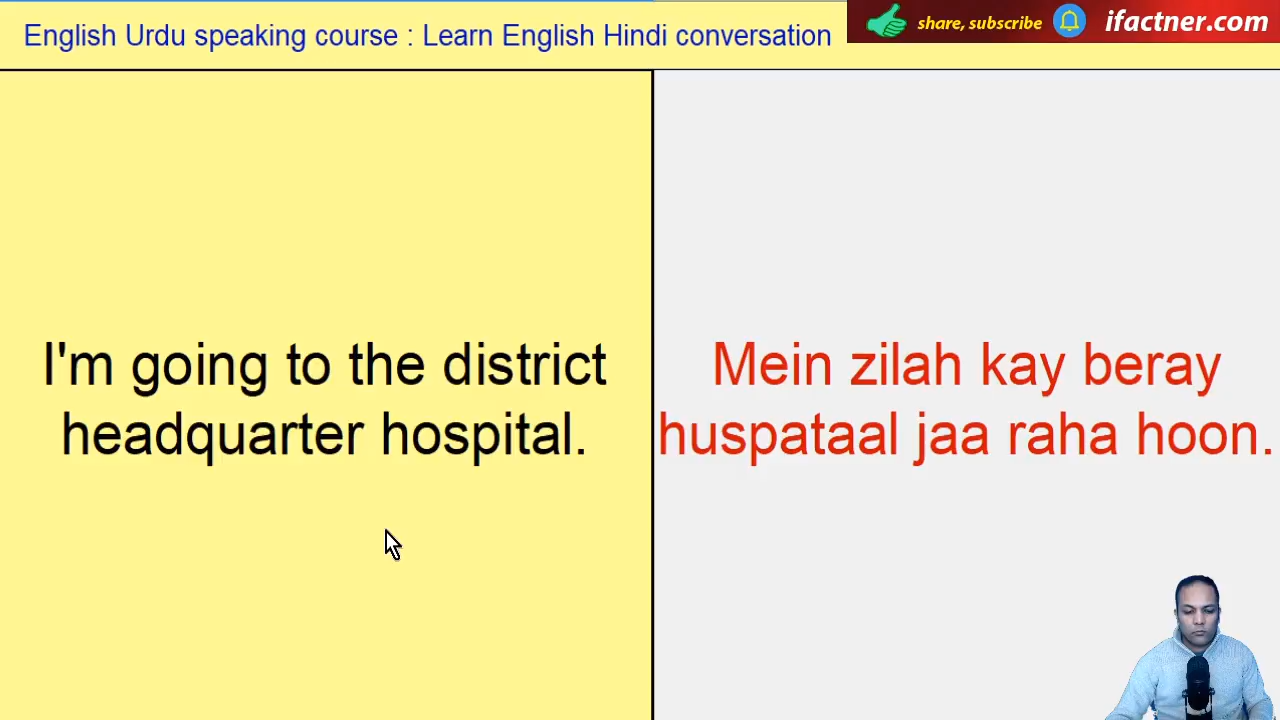 English Urdu speaking course : Learn English Hindi conversation
share, subscribe
ifactner.com
I'm going to the district
headquarter hospital.
Mein zilah kay beray
huspataal jaa raha hoon.